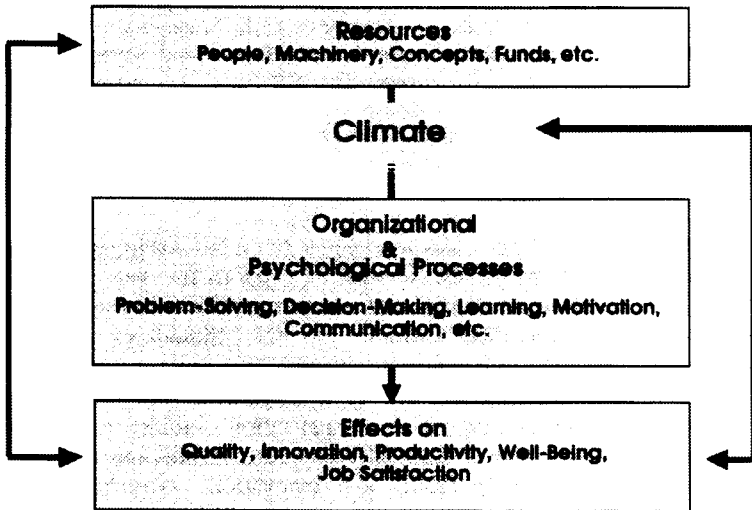 Resources
People, Machinery, Concepts, Funds, etc.
Climate
Organizational
&
Psychological Processes
Problem-Solving, Decision-Making, Learning, Motivation,
Communication, etc.
Effects on
Quality, Innovation, Productivity, Well-Being,
Job Satisfaction